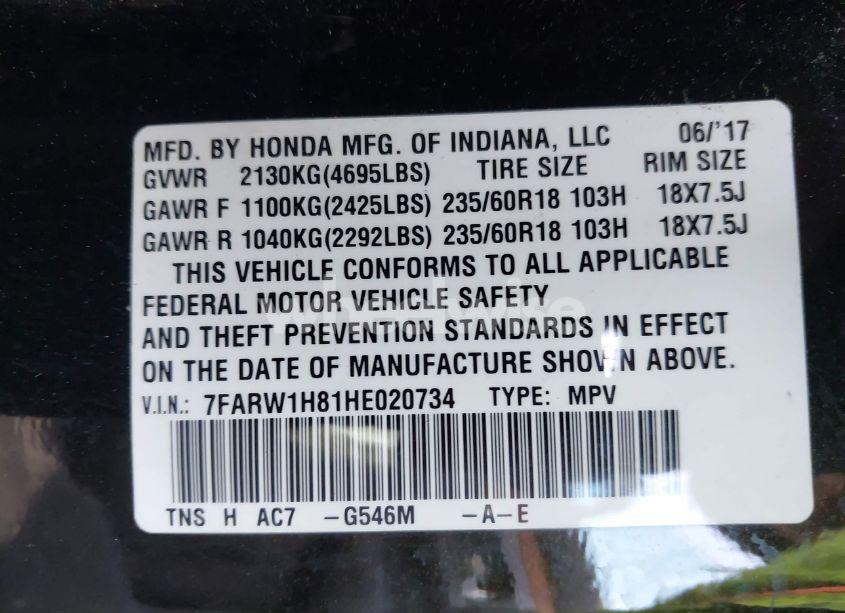 MFD. BY HONDA MFG. OF INDIANA, LLC 06/'17
GVWR 2130KG(4695LBS) TIRE SIZE RIM SIZE
GAWR F 1100KG(2425LBS) 235/60R18 103H 18X7.5J
GAWR R 1040KG(2292LBS) 235/60R18 103H 18X7.5J
THIS VEHICLE CONFORMS TO ALL APPLICABLE
FEDERAL MOTOR VEHICLE SAFETY
AND THEFT PREVENTION STANDARDS IN EFFECT
ON THE DATE OF MANUFACTURE SHOWN ABOVE.
V.I.N.: 7FARW1H81HE020734 TYPE: MPV
TNS H AC7 -G546M -A-E